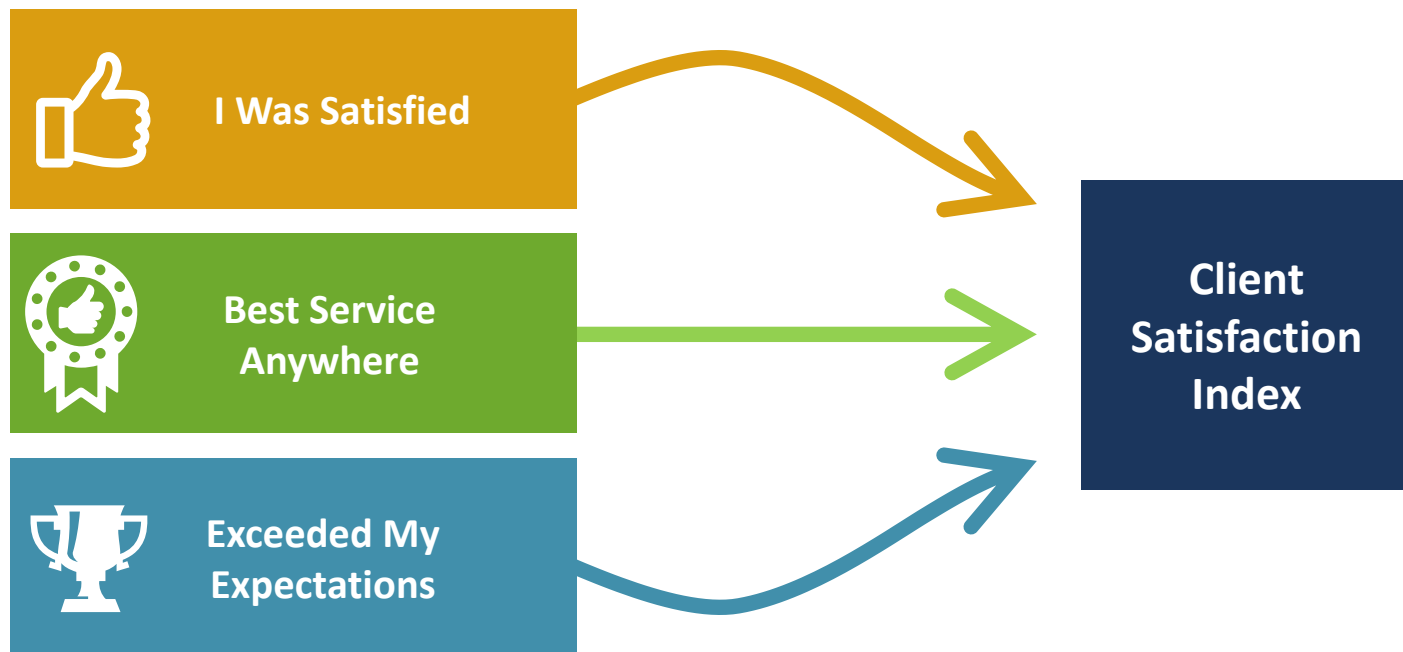 I Was Satisfied
Best Service
Anywhere
Exceeded My
Expectations
Client
Satisfaction
Index